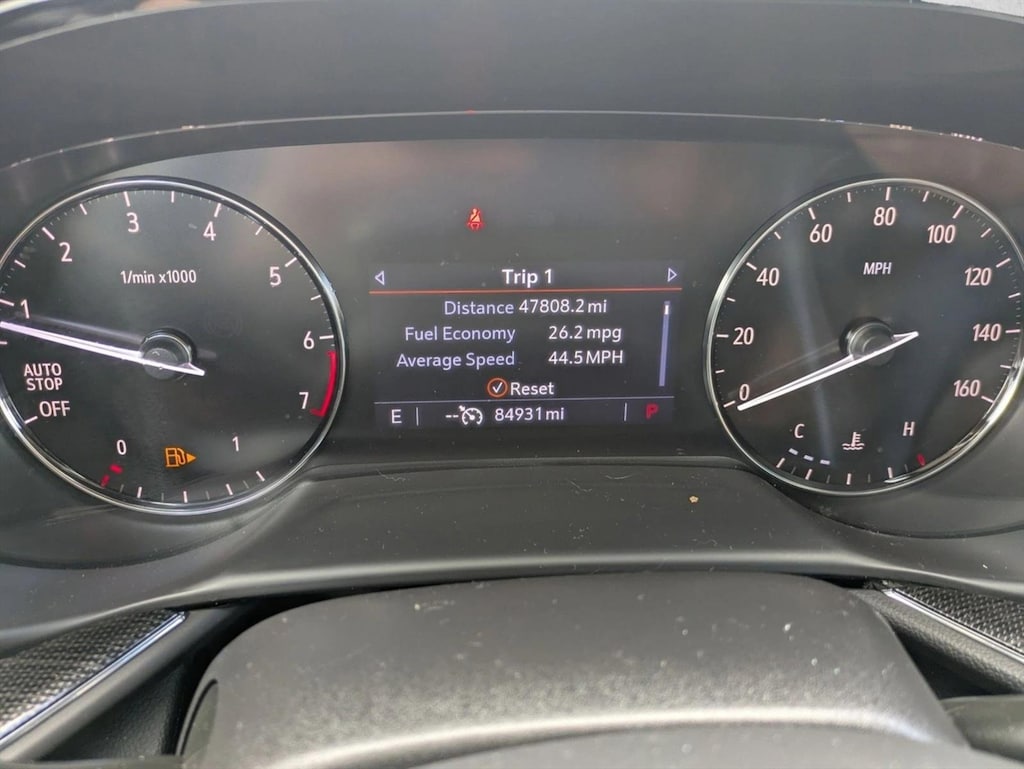 1
2
3
4
5
6
7
1/min x1000
AUTO
STOP
OFF
0
1
Trip 1
Distance 47808.2 mi
Fuel Economy 26.2 mpg
Average Speed 44.5 MPH
Reset
E -- 84931 mi P
0
20
40
60
80
100
120
140
160
MPH
C
H